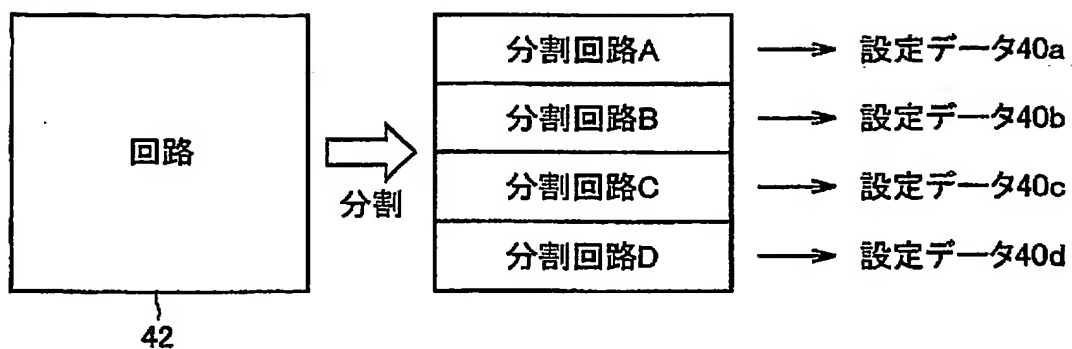 回路
42
分割
分割回路A
分割回路B
分割回路C
分割回路D
設定データ40a
設定データ40b
設定データ40c
設定データ40d